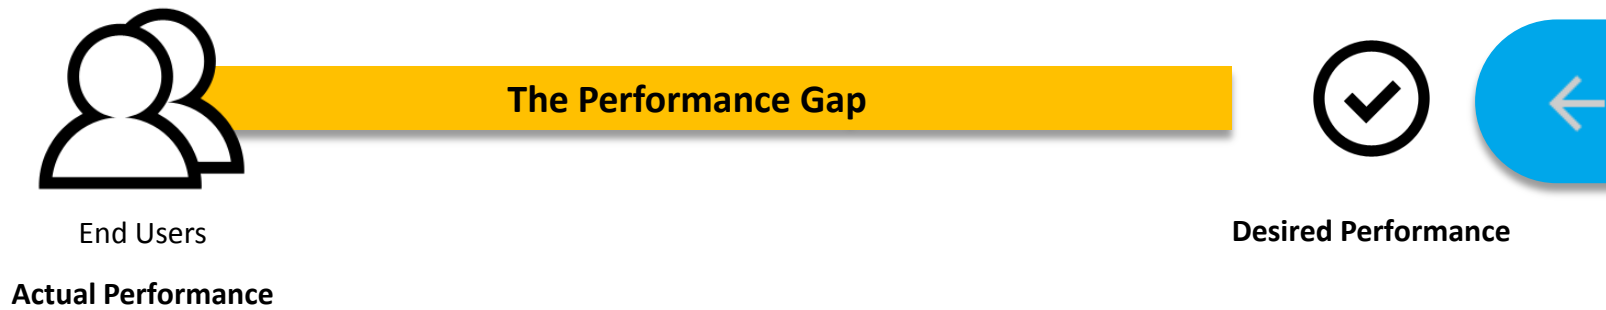 The Performance Gap
End Users
Desired Performance
Actual Performance